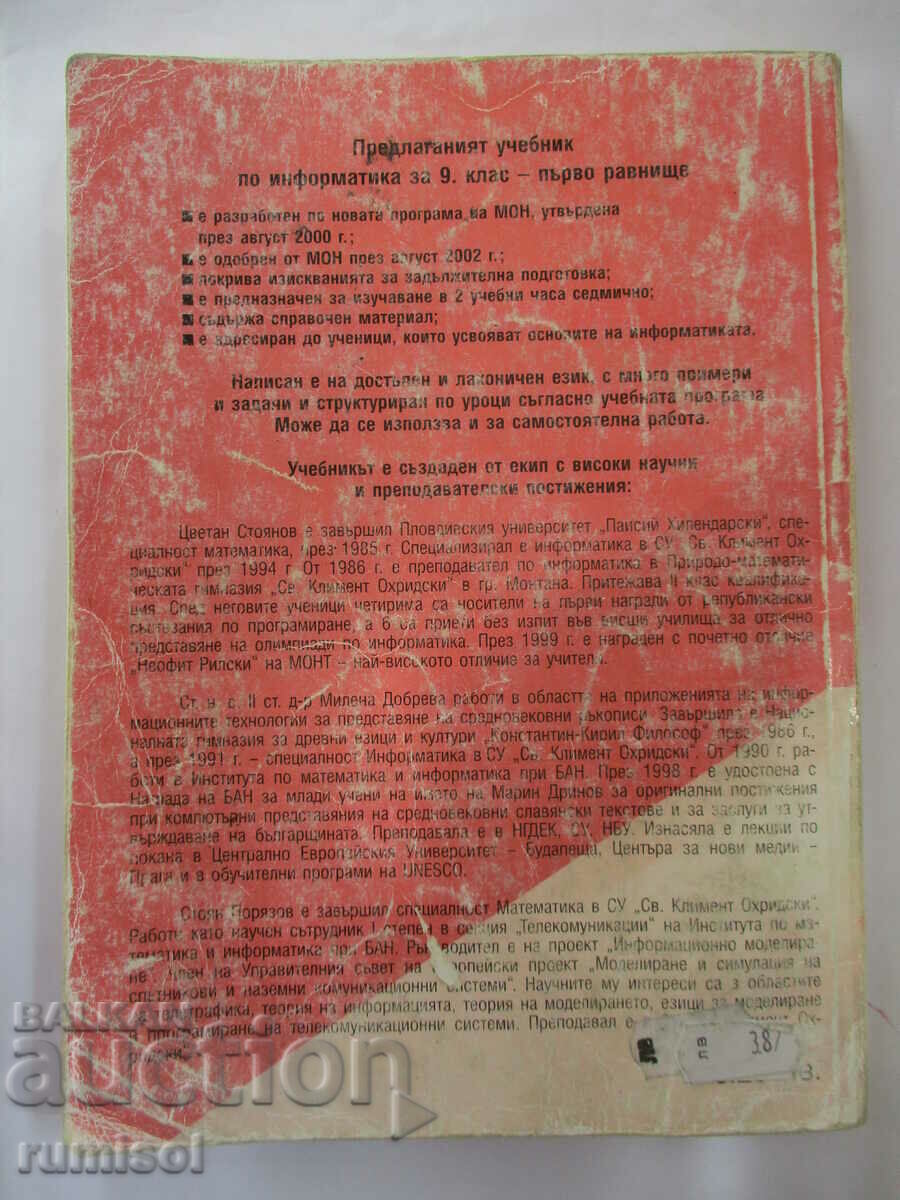 Предлаганият учебник
по информатика за 9. клас – първо равнище
е разработен по новата програма на МОН, утвърдена
през август 2000 г.;
е одобрен от МОН през август 2002 г.;
покрива изискванията за задължителна подготовка;
е предназначен за изучаване в 2 учебни часа седмично;
съдържа справочен материал;
е адресиран до ученици, които усвояват основите на информатиката.
Написан е на достъпен и лаконичен език, с много примери
и задачи и структуриран по уроци съгласно учебната програма
Може да се използва и за самостоятелна работа.
Учебникът е създаден от екип с високи научни
и преподавателски постижения:
Цветан Стоянов е завършил Пловдивския университет „Паисий Хилендарски“, спе-
циалност математика, през 1985 г. Специализирал е информатика в СУ „Св. Климент Ох-
ридски“ през 1994 г. От 1986 г. е преподавател по информатика в Природо-математи-
ческата гимназия „Св. Климент Охридски“ в гр. Монтана. Притежава II клас квалифика-
ция. Сред неговите ученици четирима са носители на първи награди от републикански
състезания по програмиране, а 6 са приети без изпит във висши училища за отлично
представяне на олимпиади по информатика. През 1999 г. е награден с почетно отличие
„Неофит Рилски“ на МОНТ – най-високото отличие за учители.
Ст. н. с. II ст. д-р Милена Добрева работи в областта на приложенията на инфор-
мационните технологии за представяне на средновековни ръкописи. Завършила е Нацио-
налната гимназия за древни езици и култури „Константин-Кирил Философ“ през 1986 г.,
а през 1991 г. – специалност Информатика в СУ „Св. Климент Охридски“. От 1990 г. ра-
боти в Института по математика и информатика при БАН. През 1998 г. е удостоена с
Награда на БАН за млади учени на името на Марин Дринов за оригинални постижения
при компютърни представяния на средновековни славянски текстове и за заслуги за ут-
върждаване на българщината. Преподавала е в НГДЕК, СУ, НБУ. Изнасяла е лекции по
покана в Централно Европейския Университет – Будапеща, Центъра за нови медии –
Прага и в обучителни програми на UNESCO.
Стоян Порязов е завършил специалност Математика в СУ „Св. Климент Охридски“.
Работи като научен сътрудник I степен в секция „Телекомуникации“ на Института по ма-
тематика и информатика при БАН. Ръководител е на проект „Информационно моделира-
не“. Член на Управителния съвет на европейски проект „Моделиране и симулация на
спътникови и наземни комуникационни системи“. Научните му интереси са в областите
на телетрафика, теория на информацията, теория на моделирането, езици за моделиране
и програмиране на телекомуникационни системи. Преподавал е Ох-
ридски“.
лв 387
BALKAN
auction
rumisol